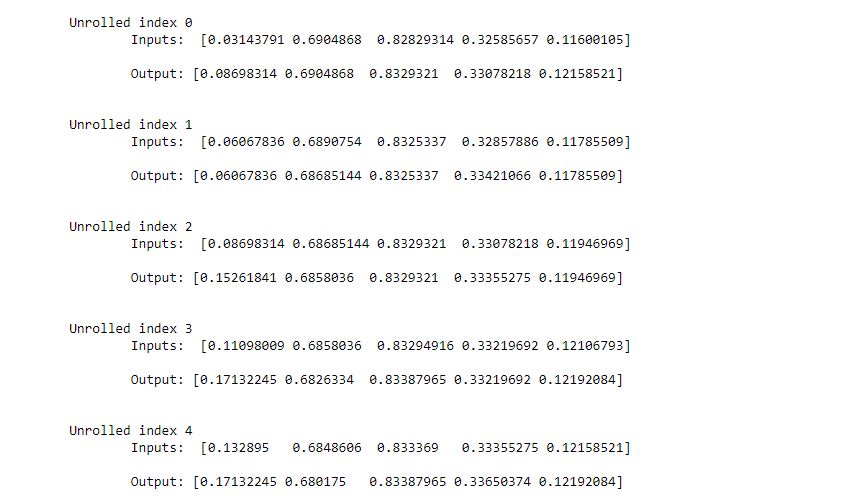 Unrolled index 0
Inputs:  [0.03143791 0.6904868  0.82829314 0.32585657 0.11600105]
Output: [0.08698314 0.6904868  0.8329321  0.33078218 0.12158521]
Unrolled index 1
Inputs:  [0.06067836 0.6890754  0.8325337  0.32857886 0.11785509]
Output: [0.06067836 0.68685144 0.8325337  0.33421066 0.11785509]
Unrolled index 2
Inputs:  [0.08698314 0.68685144 0.8329321  0.33078218 0.11946969]
Output: [0.15261841 0.6858036  0.8329321  0.33355275 0.11946969]
Unrolled index 3
Inputs:  [0.11098009 0.6858036  0.83294916 0.33219692 0.12106793]
Output: [0.17132245 0.6826334  0.83387965 0.33219692 0.12192084]
Unrolled index 4
Inputs:  [0.132895   0.6848606  0.833369   0.33355275 0.12158521]
Output: [0.17132245 0.680175   0.83387965 0.33650374 0.12192084]